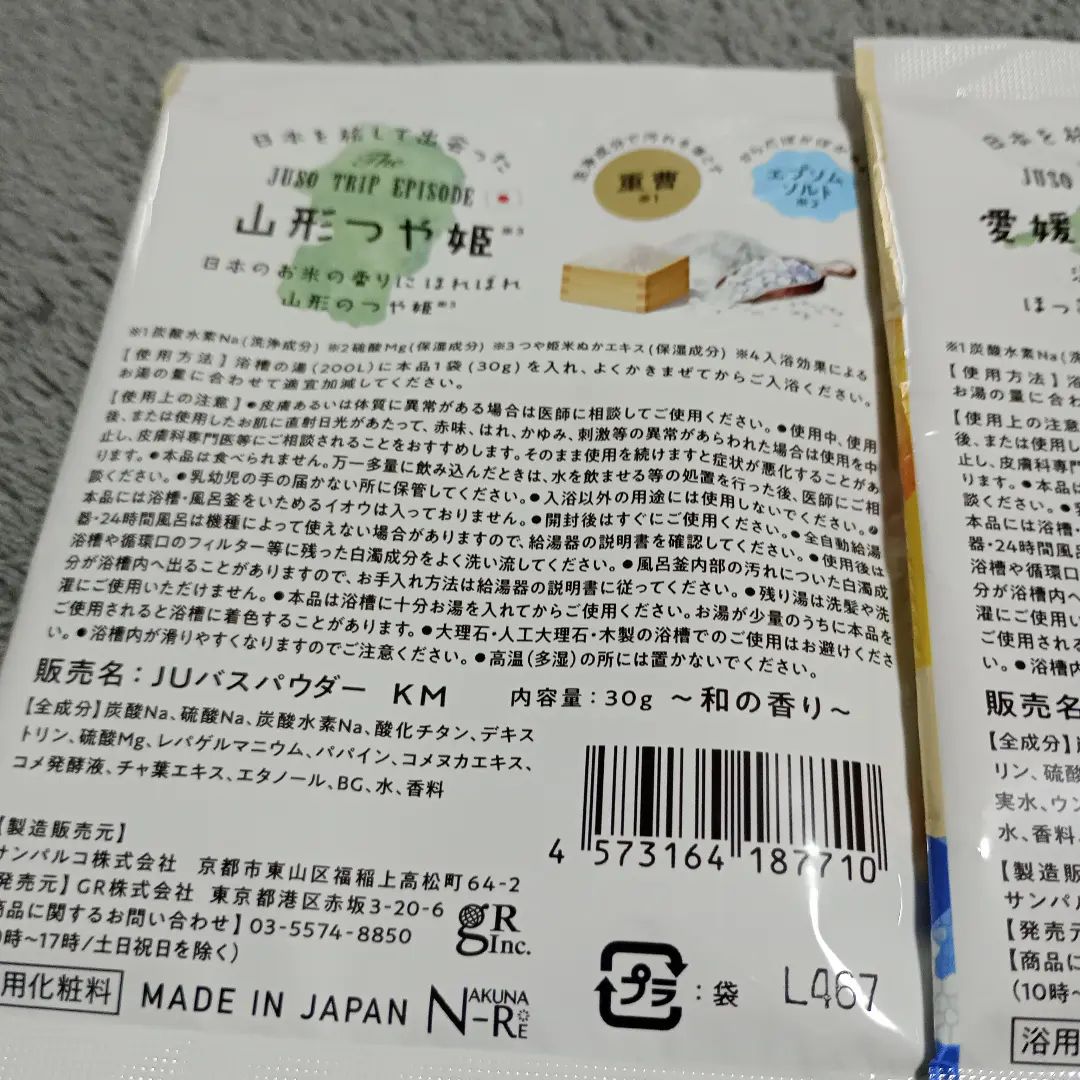 日本を旅して出会った
The
JUSO TRIP EPISODE
山形つや姫※3
日本のお米の香りにほれぼれ
山形のつや姫※3
重曹
※1
エプソム
ソルト
※2
※1炭酸水素Na(洗浄成分) ※2硫酸Mg(保湿成分) ※3つや姫米ぬかエキス(保湿成分) ※4入浴効果による
【使用方法】浴槽の湯(200L)に本品1袋(30g)を入れ、よくかきまぜてからご入浴ください。
お湯の量に合わせて適宜加減してください。
【使用上の注意】●皮膚あるいは体質に異常がある場合は医師に相談してご使用ください。●使用中、使用
後、または使用したお肌に直射日光があたって、赤味、はれ、かゆみ、刺激等の異常があらわれた場合は使用を中
止し、皮膚科専門医等にご相談されることをおすすめします。そのまま使用を続けますと症状が悪化することがあ
ります。●本品は食べられません。万一多量に飲み込んだときは、水を飲ませる等の処置を行った後、医師にご相
談ください。●乳幼児の手の届かない所に保管してください。●入浴以外の用途には使用しないでください。●
本品には浴槽・風呂釜をいためるイオウは入っておりません。●開封後はすぐにご使用ください。●全自動給湯
器・24時間風呂は機種によって使えない場合がありますので、給湯器の説明書を確認してください。●使用後は
浴槽や循環口のフィルター等に残った白濁成分をよく洗い流してください。●風呂釜内部の汚れについた白濁成
分が浴槽内へ出ることがありますので、お手入れ方法は給湯器の説明書に従ってください。●残り湯は洗髪や洗
濯にご使用いただけません。●本品は浴槽に十分お湯を入れてからご使用ください。お湯が少量のうちに本品を
ご使用されると浴槽に着色することがあります。●大理石・人工大理石・木製の浴槽でのご使用はお避けくださ
い。●浴槽内が滑りやすくなりますのでご注意ください。●高温(多湿)の所には置かないでください。
販売名：JUバスパウダー KM 内容量：30g ～和の香り～
【全成分】炭酸Na、硫酸Na、炭酸水素Na、酸化チタン、デキス
トリン、硫酸Mg、レパゲルマニウム、パパイン、コメヌカエキス、
コメ発酵液、チャ葉エキス、エタノール、BG、水、香料
4 573164 187710
【製造販売元】
サンパルコ株式会社 京都市東山区福稲上高松町64-2
発売元】GR株式会社 東京都港区赤坂3-20-6
商品に関するお問い合わせ】03-5574-8850
時～17時/土日祝日を除く)
gR
Inc.
用化粧料
MADE IN JAPAN
NAKUNA-RE
プラ
：袋
L467
日本を
JUSO
愛媛
ほっ
※1炭酸水素Na(洗
【使用方法】浴
お湯の量に合わ
【使用上の注意
後、または使用し
止し、皮膚科専門
ります。●本品は
談ください。
本品には浴槽・
器・24時間風
浴槽や循環口
分が浴槽内へ
濯にご使用い
ご使用される
い。●浴槽内
販売名
【全成分】
リン、硫酸
実水、ウン
水、香料
【製造
サンパ
【発売元
【商品に
(10時～
浴用